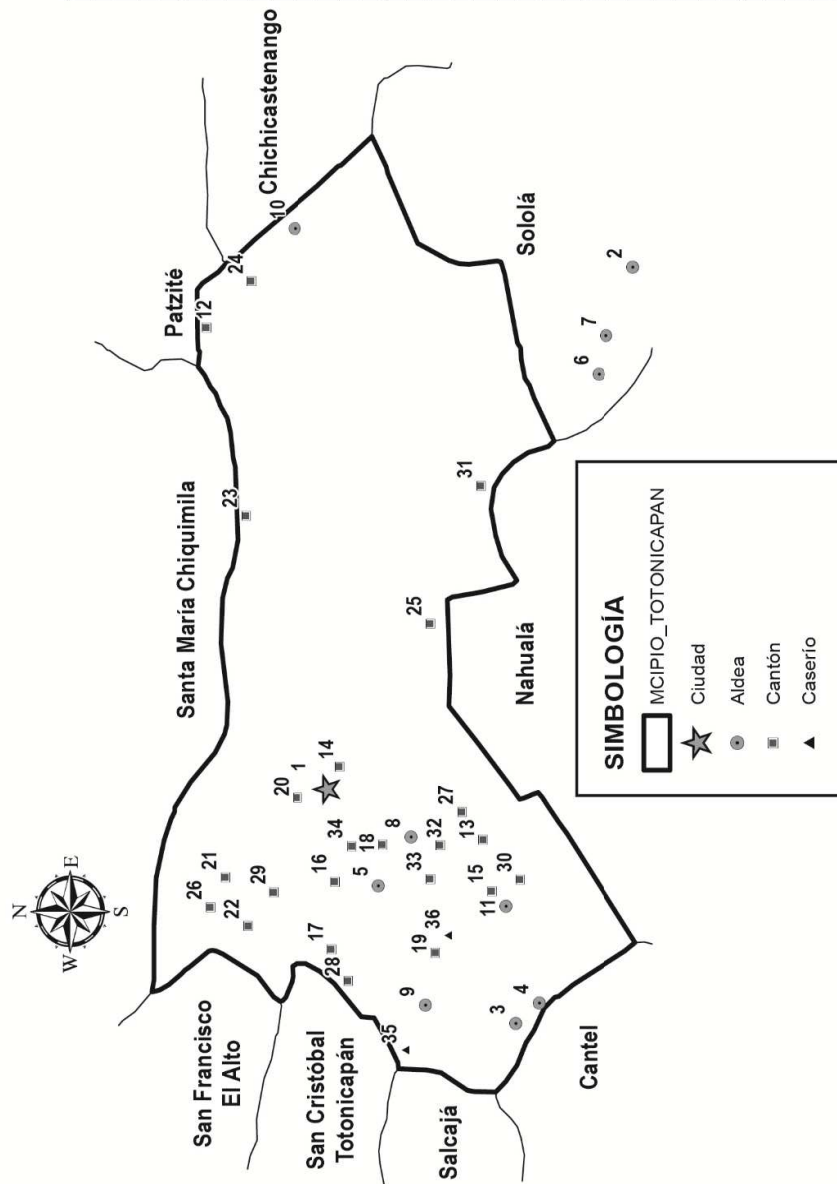 N
W
E
S
Santa María Chiquimila
Patzité
Chichicastenango
San Francisco
El Alto
San Cristóbal
Totonicapán
Salcajá
Cantel
Nahualá
Sololá
12
24
10
23
26
21
22
29
20
1
14
17
28
16
34
18
5
8
35
9
19
36
33
32
27
13
15
30
11
3
4
25
31
6
7
2
SIMBOLOGÍA
MCIPIO_TOTONICAPAN
Ciudad
Aldea
Cantón
Caserío